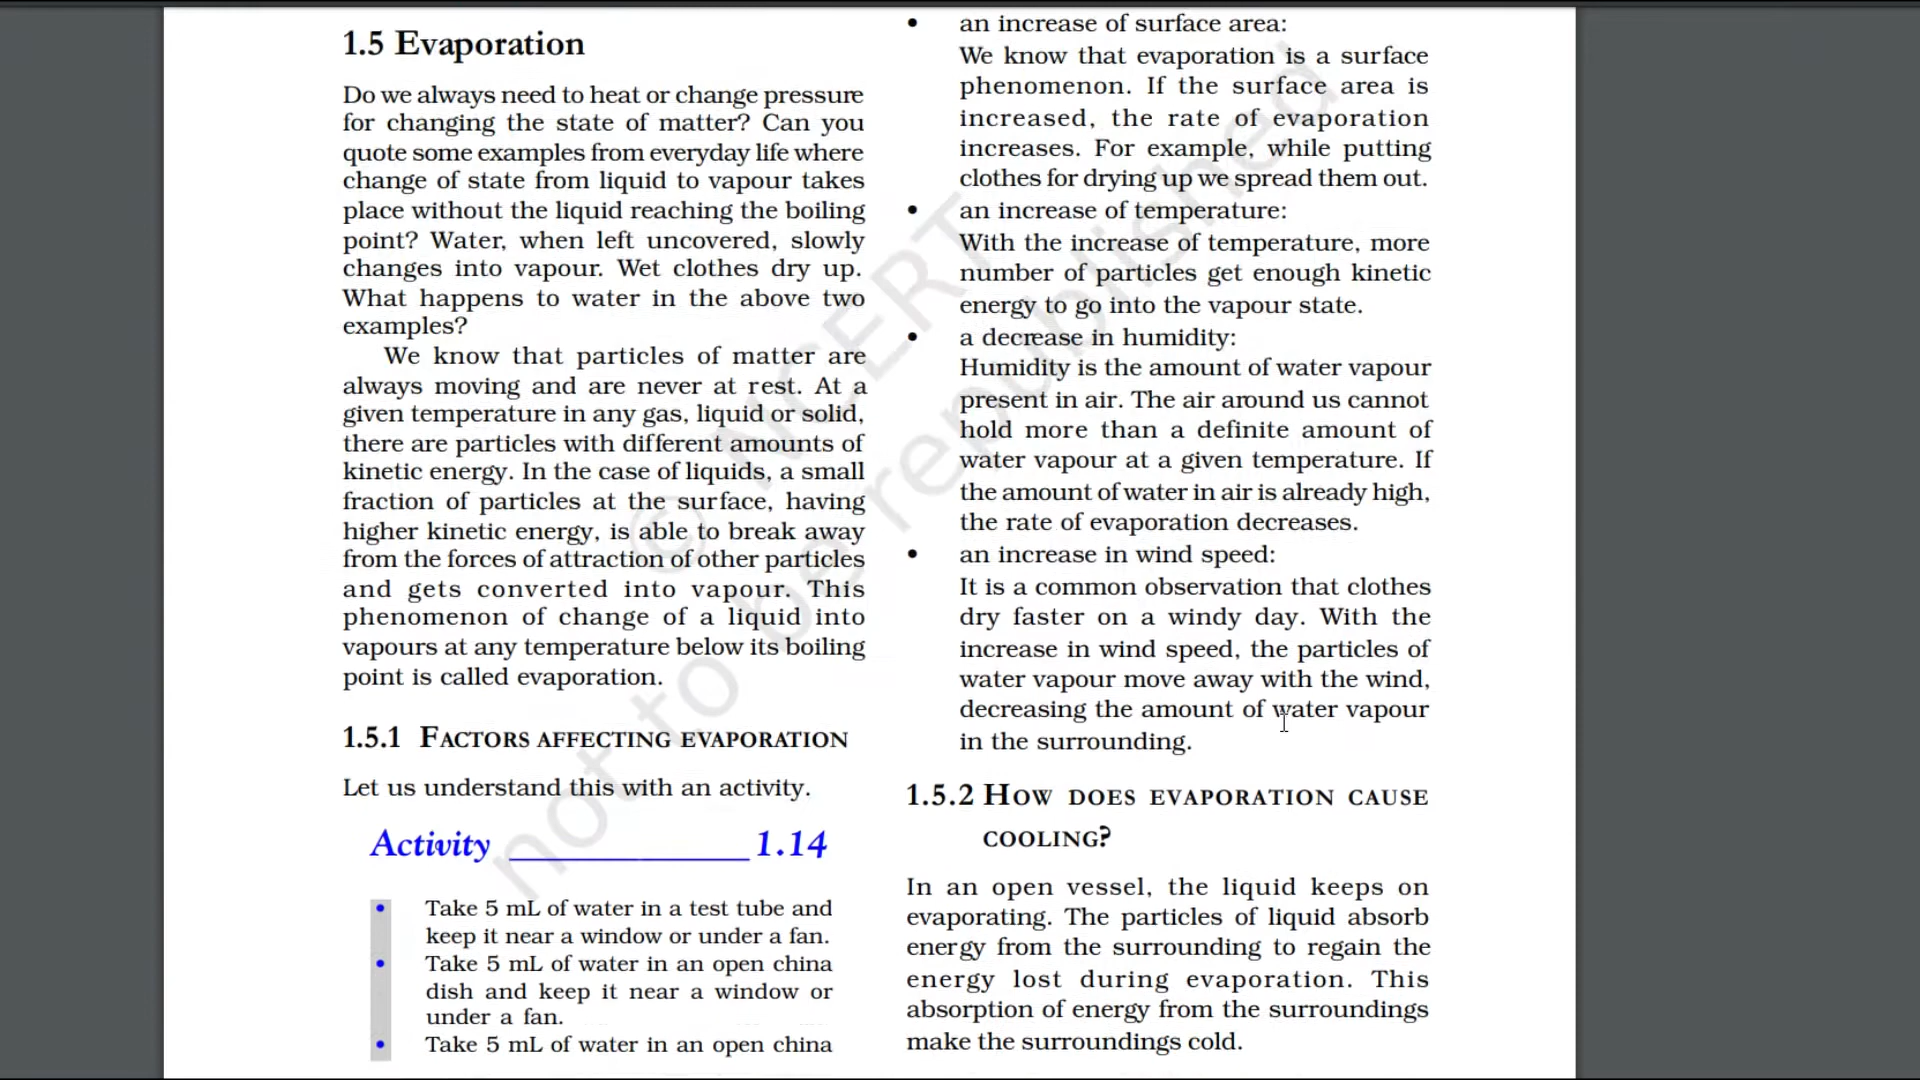 1.5 Evaporation
Do we always need to heat or change pressure
for changing the state of matter? Can you
quote some examples from everyday life where
change of state from liquid to vapour takes
place without the liquid reaching the boiling
point? Water, when left uncovered, slowly
changes into vapour. Wet clothes dry up.
What happens to water in the above two
examples?
We know that particles of matter are
always moving and are never at rest. At a
given temperature in any gas, liquid or solid,
there are particles with different amounts of
kinetic energy. In the case of liquids, a small
fraction of particles at the surface, having
higher kinetic energy, is able to break away
from the forces of attraction of other particles
and gets converted into vapour. This
phenomenon of change of a liquid into
vapours at any temperature below its boiling
point is called evaporation.
1.5.1 FACTORS AFFECTING EVAPORATION
Let us understand this with an activity.
Activity ______________ 1.14
• Take 5 mL of water in a test tube and
keep it near a window or under a fan.
• Take 5 mL of water in an open china
dish and keep it near a window or
under a fan.
• Take 5 mL of water in an open china
• an increase of surface area:
We know that evaporation is a surface
phenomenon. If the surface area is
increased, the rate of evaporation
increases. For example, while putting
clothes for drying up we spread them out.
• an increase of temperature:
With the increase of temperature, more
number of particles get enough kinetic
energy to go into the vapour state.
• a decrease in humidity:
Humidity is the amount of water vapour
present in air. The air around us cannot
hold more than a definite amount of
water vapour at a given temperature. If
the amount of water in air is already high,
the rate of evaporation decreases.
• an increase in wind speed:
It is a common observation that clothes
dry faster on a windy day. With the
increase in wind speed, the particles of
water vapour move away with the wind,
decreasing the amount of water vapour
in the surrounding.
1.5.2 HOW DOES EVAPORATION CAUSE
COOLING?
In an open vessel, the liquid keeps on
evaporating. The particles of liquid absorb
energy from the surrounding to regain the
energy lost during evaporation. This
absorption of energy from the surroundings
make the surroundings cold.
© NCERT
not to be republished